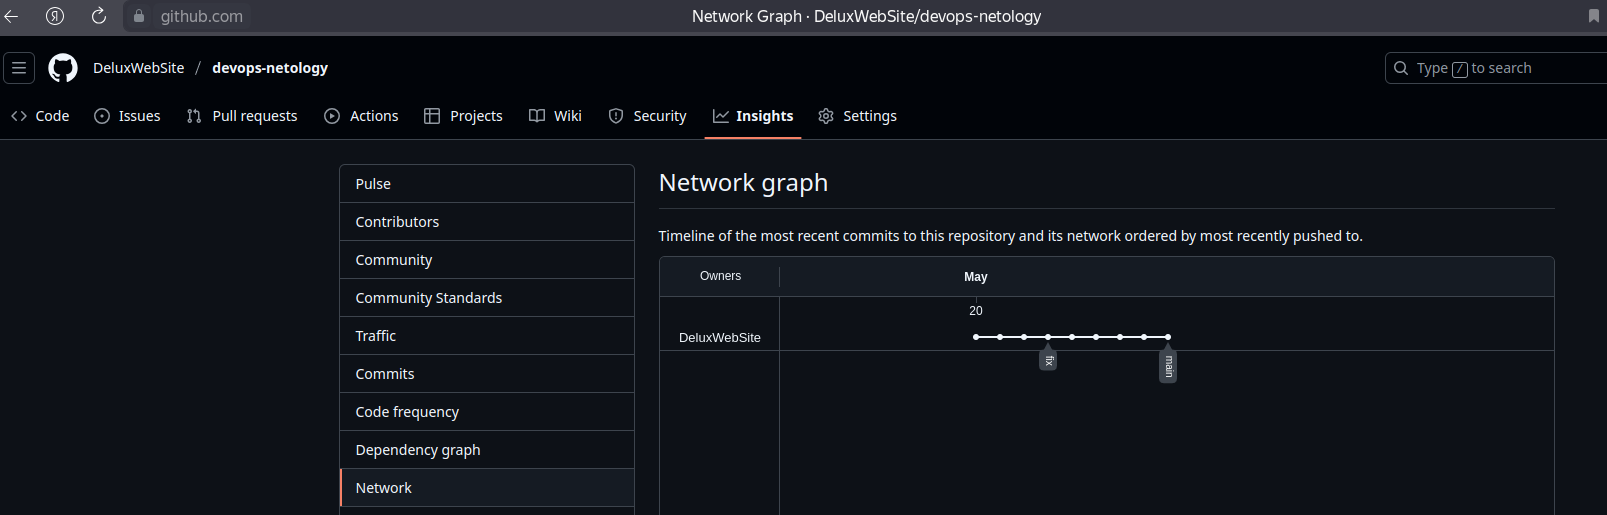 Я github.com Network Graph · DeluxWebSite/devops-netology
DeluxWebSite / devops-netology Type / to search
Code Issues Pull requests Actions Projects Wiki Security Insights Settings
Pulse
Contributors
Community
Community Standards
Traffic
Commits
Code frequency
Dependency graph
Network
Network graph
Timeline of the most recent commits to this repository and its network ordered by most recently pushed to.
Owners May
20
DeluxWebSite
fix
main